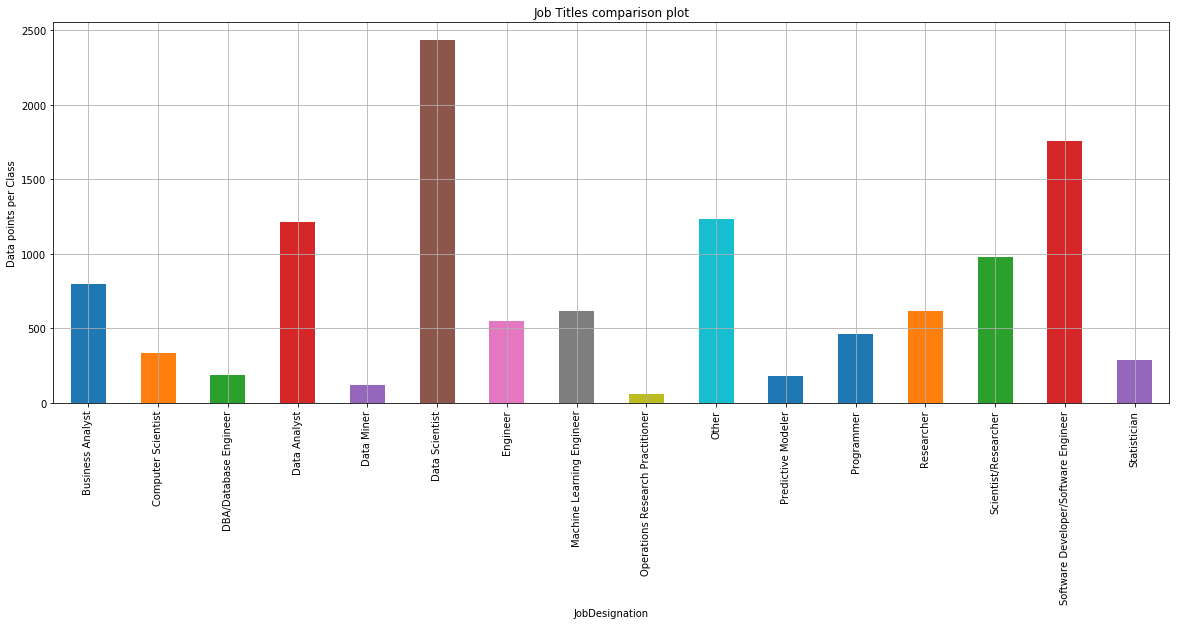 Job Titles comparison plot
Data points per Class
2500
2000
1500
1000
500
0
Business Analyst
Computer Scientist
DBA/Database Engineer
Data Analyst
Data Miner
Data Scientist
Engineer
Machine Learning Engineer
Operations Research Practitioner
Other
Predictive Modeler
Programmer
Researcher
Scientist/Researcher
Software Developer/Software Engineer
Statistician
JobDesignation